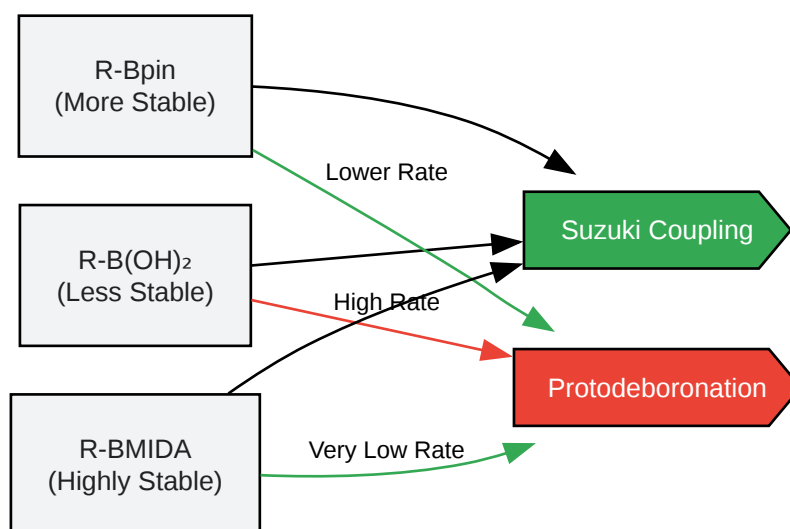 R-Bpin
(More Stable)
Lower Rate
Suzuki Coupling
R-B(OH)₂
(Less Stable)
High Rate
Protodeboronation
R-BMIDA
(Highly Stable)
Very Low Rate